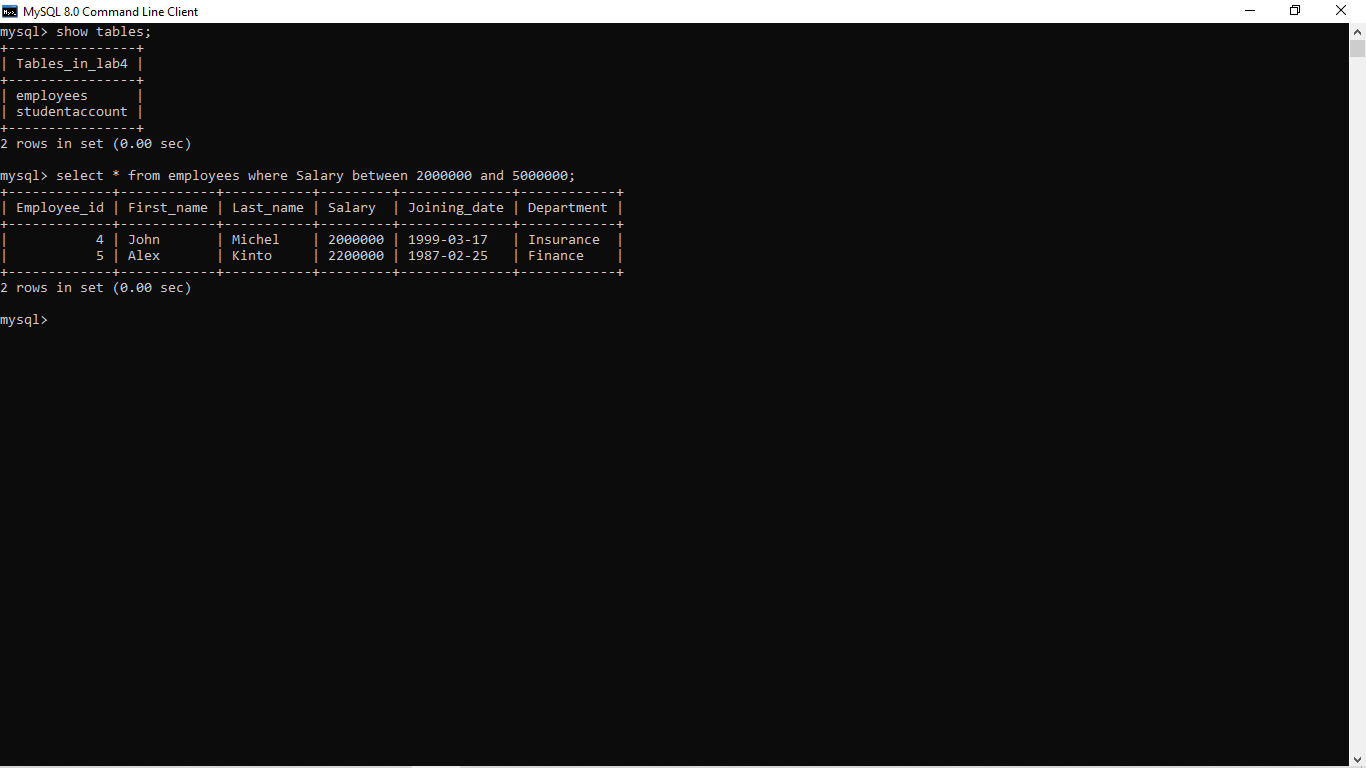 MySQL 8.0 Command Line Client
mysql> show tables;
+----------------+
| Tables_in_lab4 |
+----------------+
| employees      |
| studentaccount |
+----------------+
2 rows in set (0.00 sec)
mysql> select * from employees where Salary between 2000000 and 5000000;
+-------------+------------+-----------+---------+--------------+------------+
| Employee_id | First_name | Last_name | Salary  | Joining_date | Department |
+-------------+------------+-----------+---------+--------------+------------+
|           4 | John       | Michel    | 2000000 | 1999-03-17   | Insurance  |
|           5 | Alex       | Kinto     | 2200000 | 1987-02-25   | Finance    |
+-------------+------------+-----------+---------+--------------+------------+
2 rows in set (0.00 sec)
mysql>